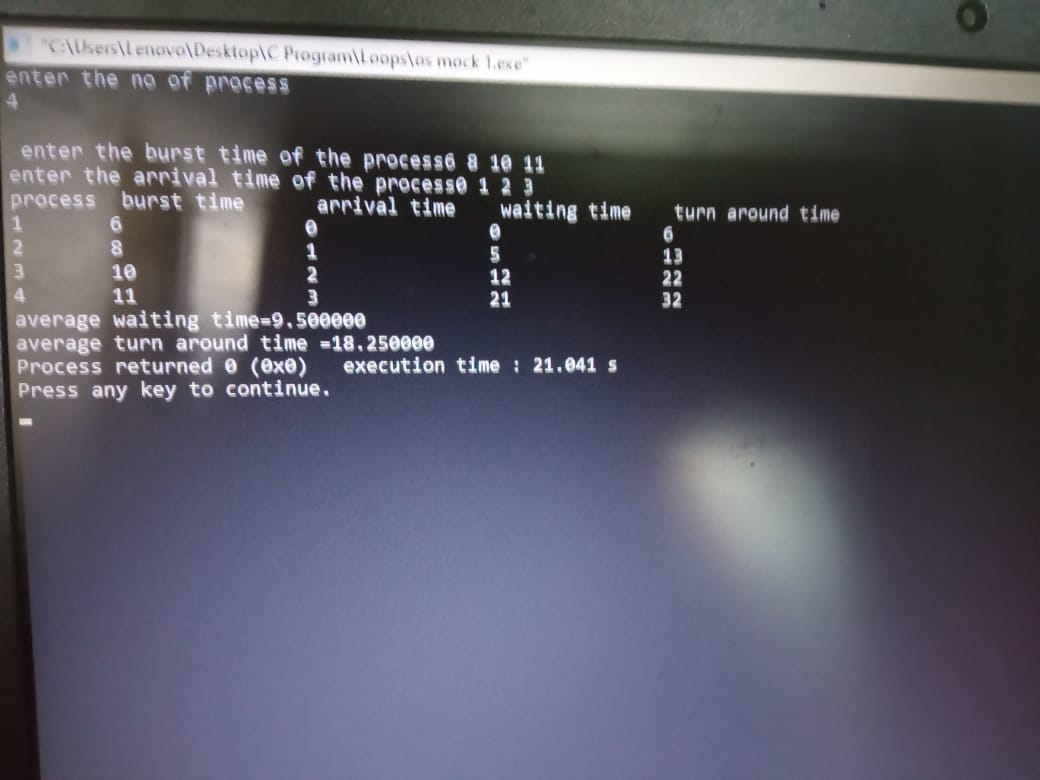 "C:\Users\Lenovo\Desktop\C Program\Loops\os mock 1.exe"
enter the no of process
4
enter the burst time of the process6 8 10 11
enter the arrival time of the process0 1 2 3
process burst time arrival time waiting time turn around time
1 6 0 0 6
2 8 1 5 13
3 10 2 12 22
4 11 3 21 32
average waiting time=9.500000
average turn around time =18.250000
Process returned 0 (0x0) execution time : 21.041 s
Press any key to continue.